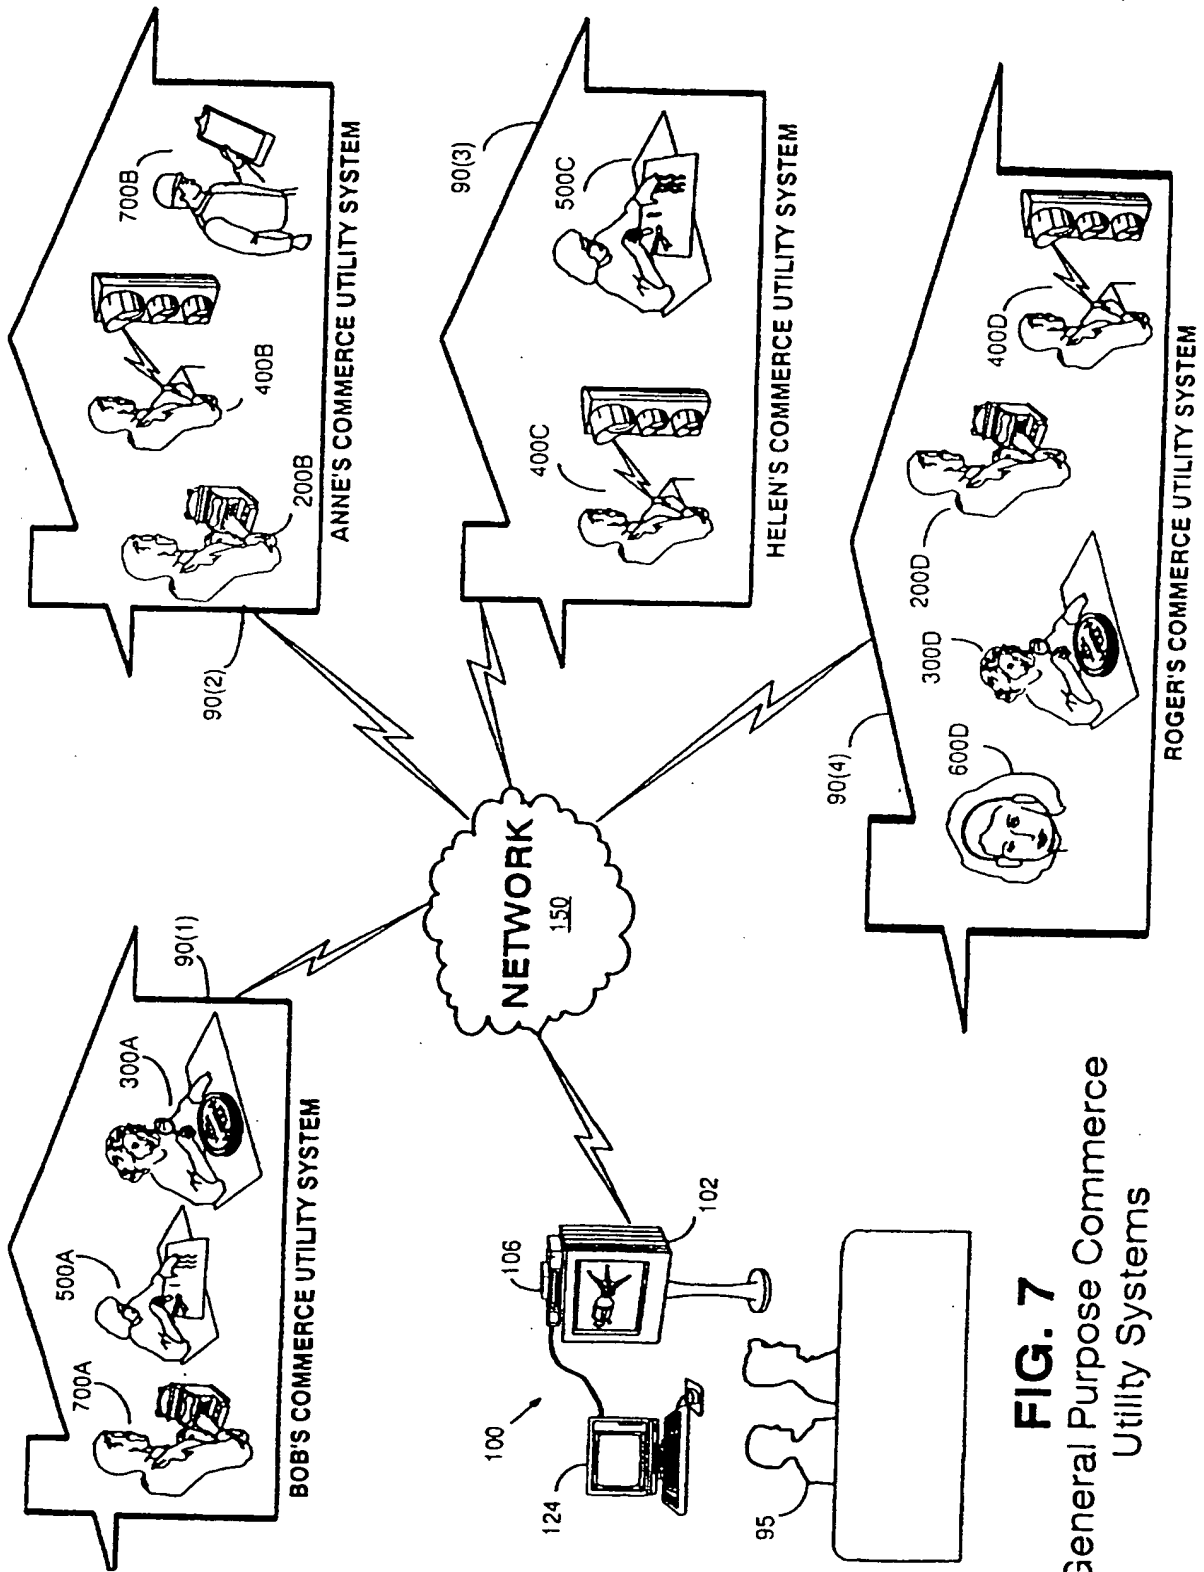 700A
500A
300A
BOB'S COMMERCE UTILITY SYSTEM
90(1)
90(2)
200B
400B
700B
ANNE'S COMMERCE UTILITY SYSTEM
90(3)
400C
500C
HELEN'S COMMERCE UTILITY SYSTEM
NETWORK
150
124
100
106
102
95
90(4)
600D
300D
200D
400D
ROGER'S COMMERCE UTILITY SYSTEM
FIG. 7
General Purpose Commerce
Utility Systems